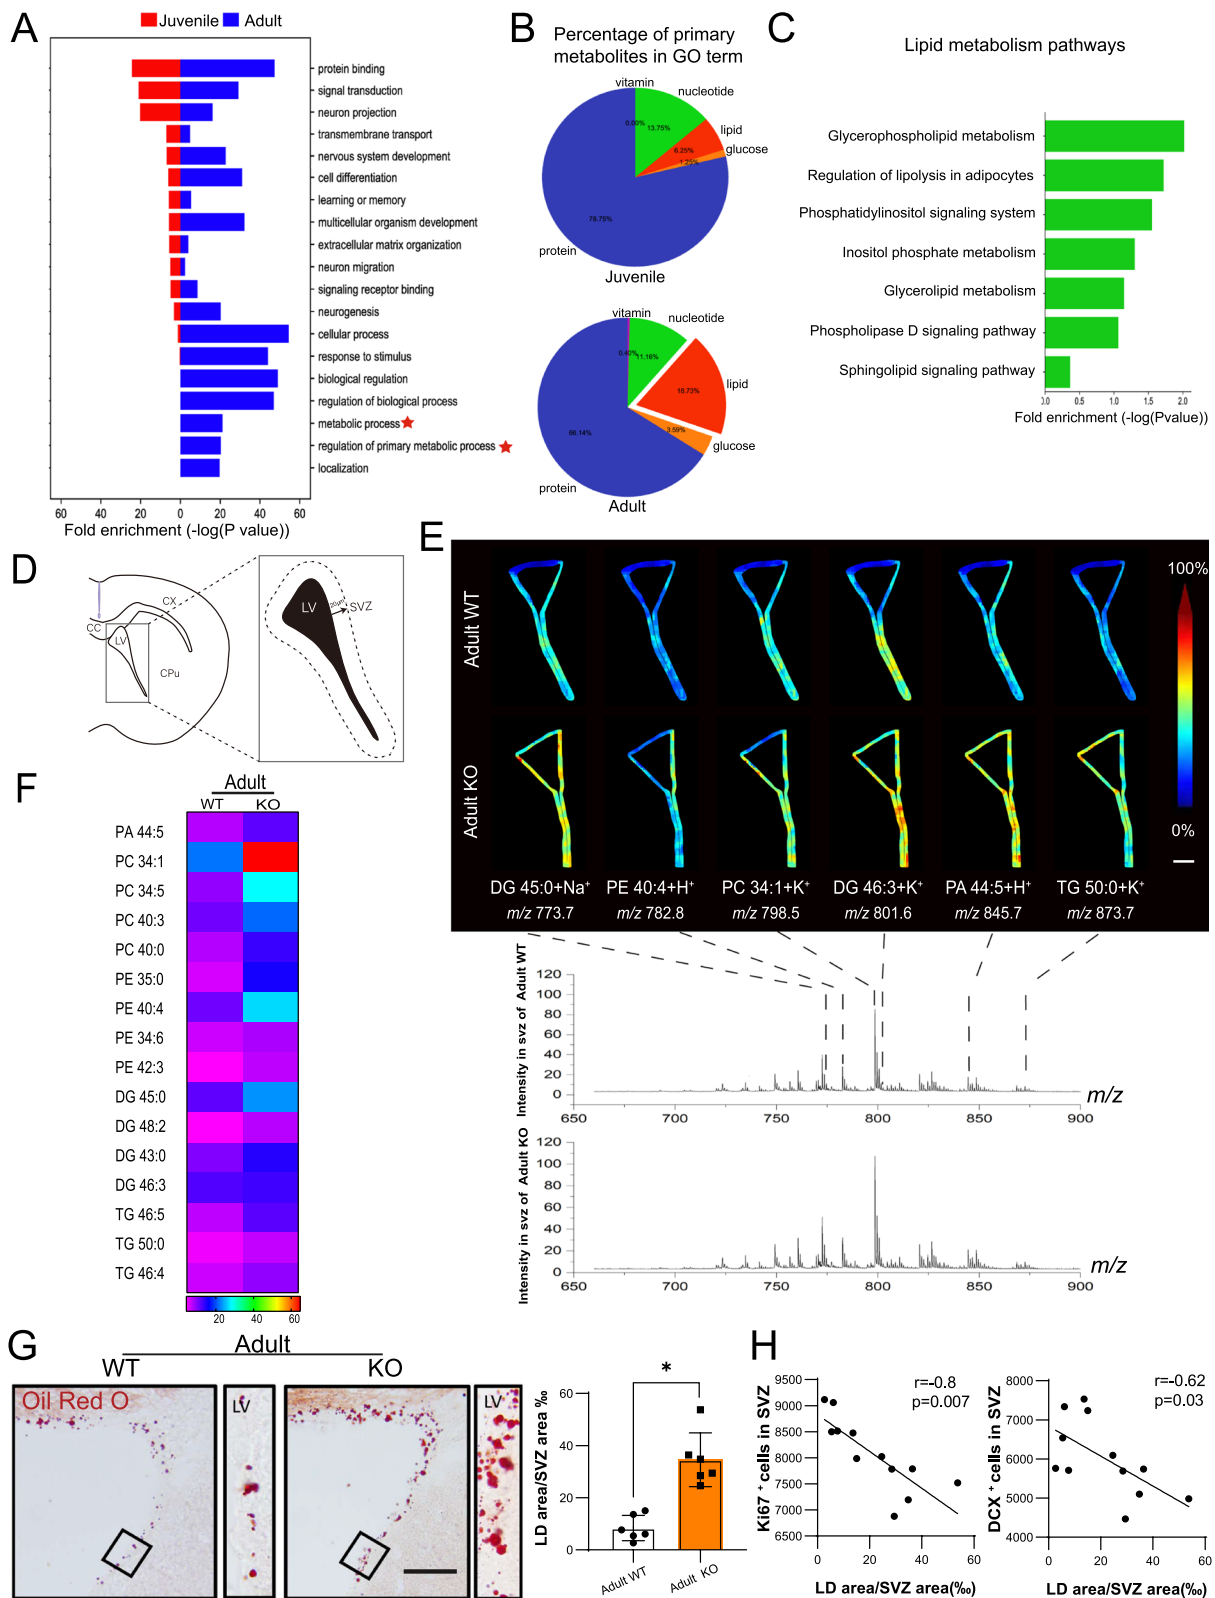 A
Juvenile Adult
protein binding
signal transduction
neuron projection
transmembrane transport
nervous system development
cell differentiation
learning or memory
multicellular organism development
extracellular matrix organization
neuron migration
signaling receptor binding
neurogenesis
cellular process
response to stimulus
biological regulation
regulation of biological process
metabolic process
regulation of primary metabolic process
localization
60 40 20 0 20 40 60
Fold enrichment (-log(P value))
B
Percentage of primary
metabolites in GO term
vitamin
nucleotide
lipid
glucose
protein
0.00%
13.75%
6.25%
1.25%
78.75%
Juvenile
vitamin
nucleotide
lipid
glucose
protein
0.40%
11.16%
18.73%
3.59%
66.14%
Adult
C
Lipid metabolism pathways
Glycerophospholipid metabolism
Regulation of lipolysis in adipocytes
Phosphatidylinositol signaling system
Inositol phosphate metabolism
Glycerolipid metabolism
Phospholipase D signaling pathway
Sphingolipid signaling pathway
0.0 0.5 1.0 1.5 2.0
Fold enrichment (-log(Pvalue))
D
CX
CC
LV
CPu
LV
20μm
SVZ
E
Adult WT
Adult KO
100%
0%
DG 45:0+Na+ PE 40:4+H+ PC 34:1+K+ DG 46:3+K+ PA 44:5+H+ TG 50:0+K+
m/z 773.7 m/z 782.8 m/z 798.5 m/z 801.6 m/z 845.7 m/z 873.7
Intensity in svz of Adult WT
120
100
80
60
40
20
0
650 700 750 800 850 900
m/z
Intensity in svz of Adult KO
120
100
80
60
40
20
0
650 700 750 800 850 900
m/z
F
Adult
WT KO
PA 44:5
PC 34:1
PC 34:5
PC 40:3
PC 40:0
PE 35:0
PE 40:4
PE 34:6
PE 42:3
DG 45:0
DG 48:2
DG 43:0
DG 46:3
TG 46:5
TG 50:0
TG 46:4
20 40 60
G
Adult
WT KO
Oil Red O
LV
LV
LD area/SVZ area ‰
60
40
20
0
*
Adult WT Adult KO
H
Ki67 + cells in SVZ
9500
9000
8500
8000
7500
7000
6500
r=-0.8
p=0.007
0 20 40 60
LD area/SVZ area(‰)
DCX + cells in SVZ
8000
7000
6000
5000
4000
r=-0.62
p=0.03
0 20 40 60
LD area/SVZ area(‰)